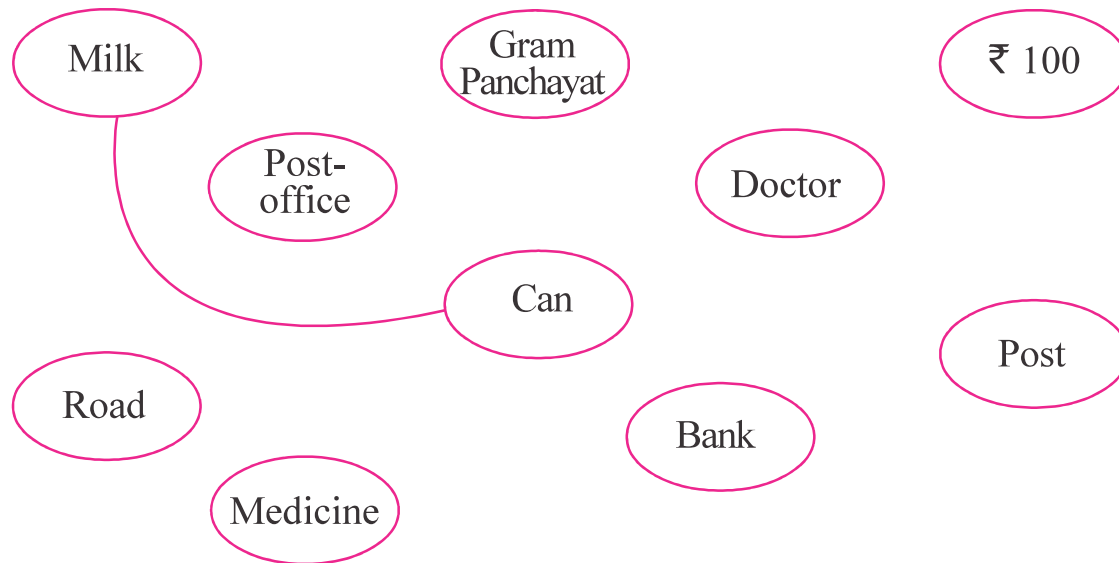 Milk
Gram
Panchayat
₹ 100
Post-
office
Doctor
Can
Post
Road
Bank
Medicine